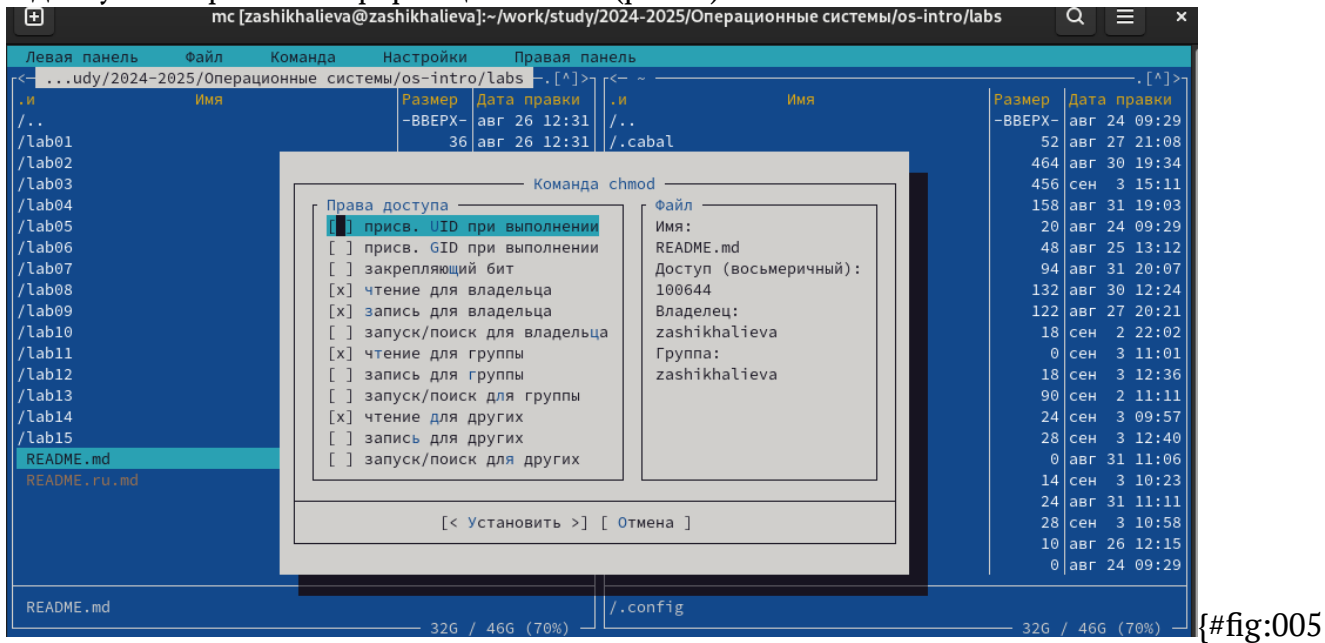 mc [zashikhalieva@zashikhalieva]:~/work/study/2024-2025/Операционные системы/os-intro/labs
Левая панель Файл Команда Настройки Правая панель
<— ...udy/2024-2025/Операционные системы/os-intro/labs —.[^]>
<— ~ —.[^]>
.и Имя Размер Дата правки .и Имя Размер Дата правки
/.. -ВВЕРХ- авг 26 12:31 /.. -ВВЕРХ- авг 24 09:29
/lab01 36 авг 26 12:31 /.cabal 52 авг 27 21:08
/lab02 464 авг 30 19:34
/lab03 Команда chmod 456 сен 3 15:11
/lab04 Права доступа Файл 158 авг 31 19:03
/lab05 [ ] присв. UID при выполнении Имя: 20 авг 24 09:29
/lab06 [ ] присв. GID при выполнении README.md 48 авг 25 13:12
/lab07 [ ] закрепляющий бит Доступ (восьмеричный): 94 авг 31 20:07
/lab08 [x] чтение для владельца 100644 132 авг 30 12:24
/lab09 [x] запись для владельца Владелец: 122 авг 27 20:21
/lab10 [ ] запуск/поиск для владельца zashikhalieva 18 сен 2 22:02
/lab11 [x] чтение для группы Группа: 0 сен 3 11:01
/lab12 [ ] запись для группы zashikhalieva 18 сен 3 12:36
/lab13 [ ] запуск/поиск для группы 90 сен 2 11:11
/lab14 [x] чтение для других 24 сен 3 09:57
/lab15 [ ] запись для других 28 сен 3 12:40
README.md [ ] запуск/поиск для других 0 авг 31 11:06
README.ru.md 14 сен 3 10:23
24 авг 31 11:11
[< Установить >] [ Отмена ] 28 сен 3 10:58
10 авг 26 12:15
0 авг 24 09:29
README.md /.config
32G / 46G (70%) 32G / 46G (70%)
{#fig:005